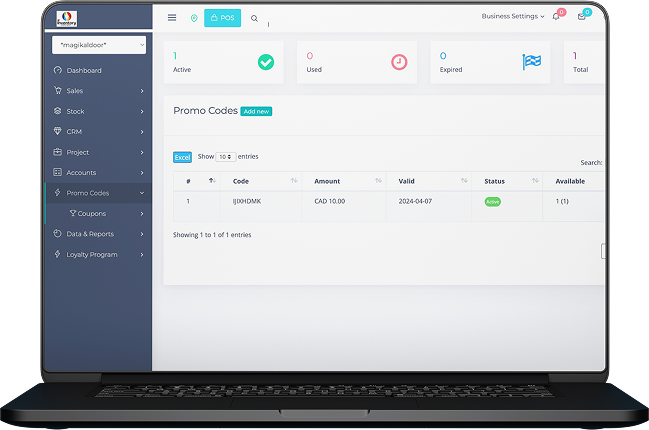 inventory
POS
Business Settings
0
0
"magikaldoor"
Dashboard
Sales
Stock
CRM
Project
Accounts
Promo Codes
Coupons
Data & Reports
Loyalty Program
1
Active
0
Used
0
Expired
1
Total
Promo Codes Add new
Excel Show 10 entries
Search:
# Code Amount Valid Status Available
1 IJIXHDMK CAD 10.00 2024-04-07 Active 1 (1)
Showing 1 to 1 of 1 entries